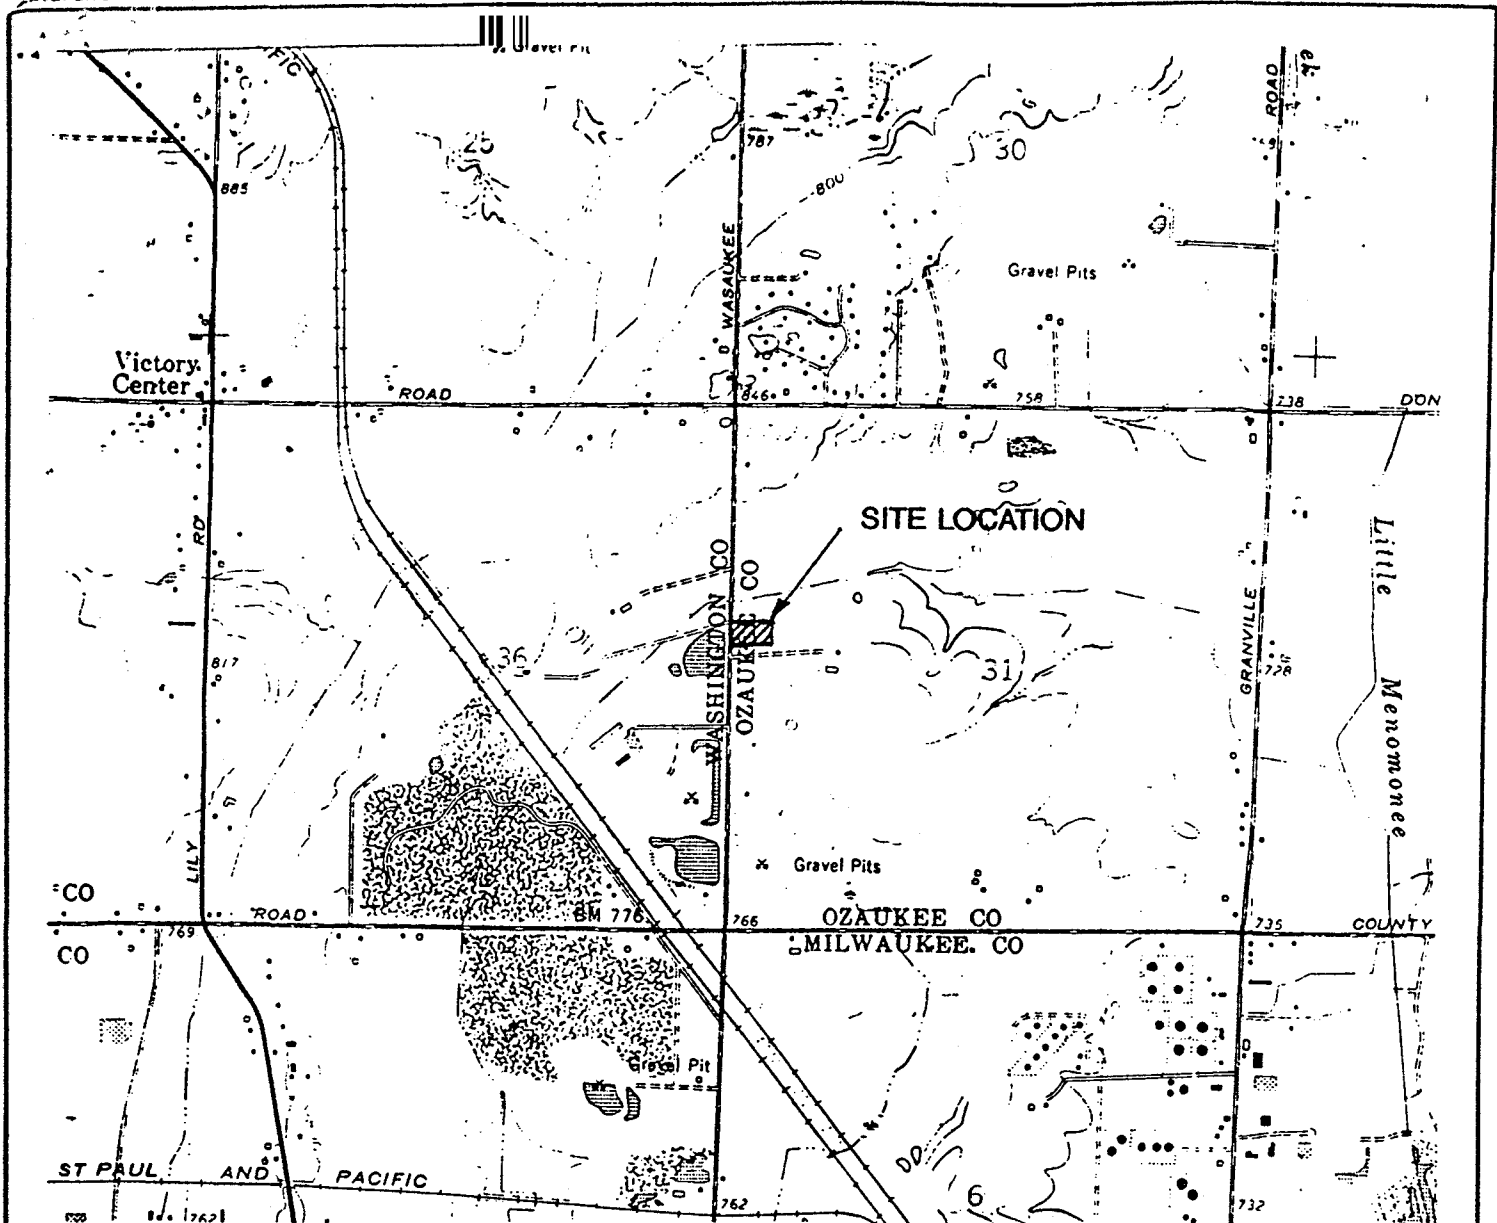 FIC
Gravel Pit
ROAD
25
787
30
885
800
WASAUKEE
Gravel Pits
Victory
Center
ROAD
846
758
738
DON
SITE LOCATION
RD
WASHINGTON CO
OZAUKEE CO
Little
Menomonee
GRANVILLE
36
31
817
728
LILY
Gravel Pits
CO
ROAD
BM 776
766
OZAUKEE CO
735
COUNTY
769
CO
MILWAUKEE CO
Gravel Pit
ST PAUL AND PACIFIC
6
762
762
732